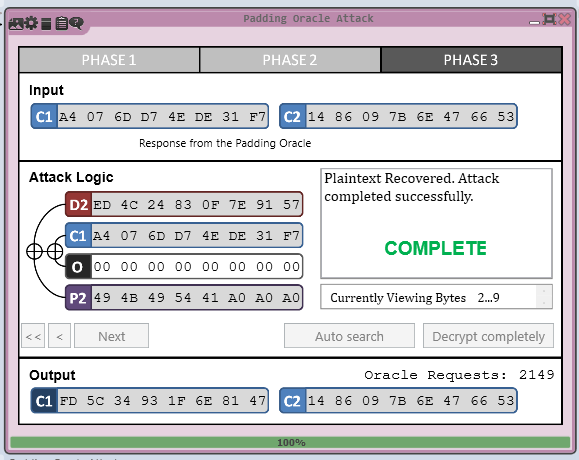 Padding Oracle Attack
PHASE 1 PHASE 2 PHASE 3
Input
C1 A4 07 6D D7 4E DE 31 F7 C2 14 86 09 7B 6E 47 66 53
Response from the Padding Oracle
Attack Logic
Plaintext Recovered. Attack
completed successfully.
COMPLETE
D2 ED 4C 24 83 0F 7E 91 57
C1 A4 07 6D D7 4E DE 31 F7
O 00 00 00 00 00 00 00 00
P2 49 4B 49 54 41 A0 A0 A0
Currently Viewing Bytes 2...9
<< < Next Auto search Decrypt completely
Output Oracle Requests: 2149
C1 FD 5C 34 93 1F 6E 81 47 C2 14 86 09 7B 6E 47 66 53
100%